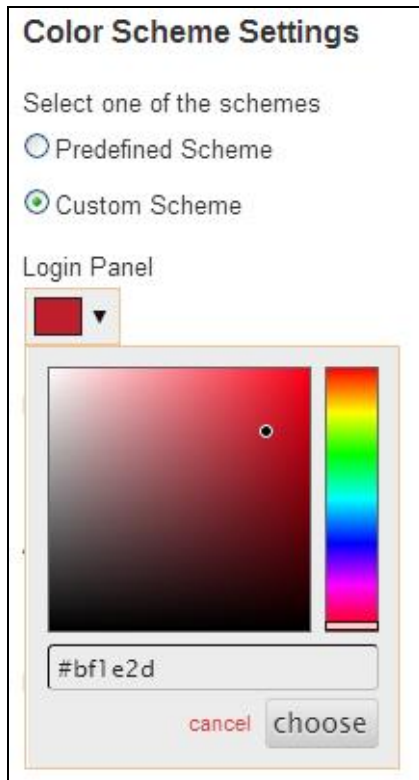 Color Scheme Settings
Select one of the schemes
Predefined Scheme
Custom Scheme
Login Panel
#bf1e2d
cancel choose